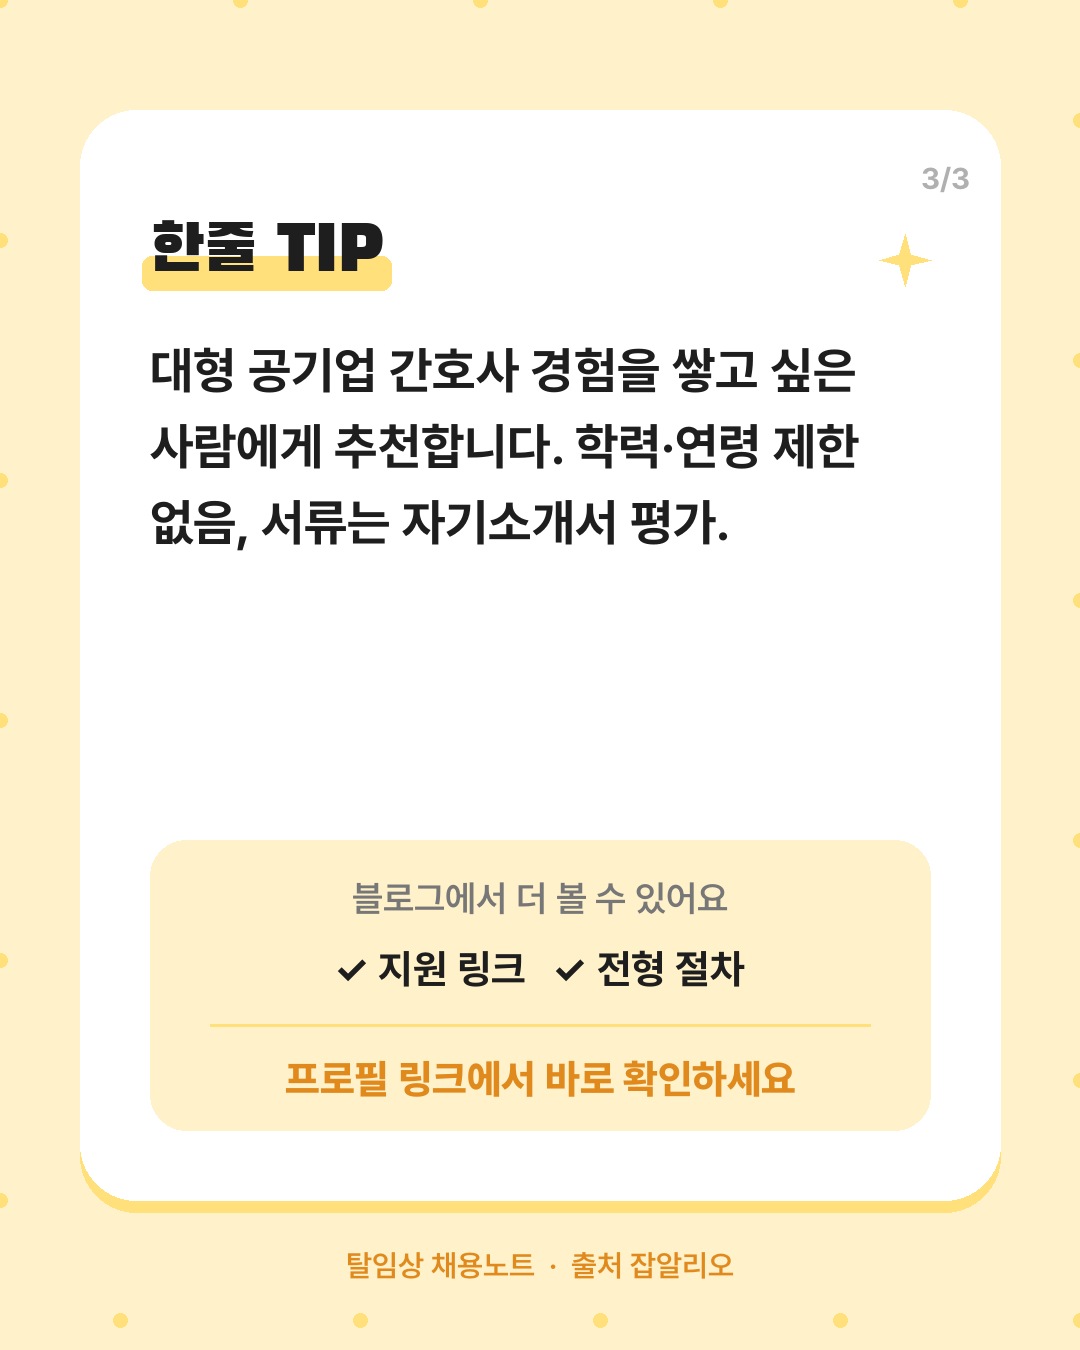 3/3
한줄 TIP
대형 공기업 간호사 경험을 쌓고 싶은
사람에게 추천합니다. 학력·연령 제한
없음, 서류는 자기소개서 평가.
블로그에서 더 볼 수 있어요
✓ 지원 링크 ✓ 전형 절차
프로필 링크에서 바로 확인하세요
탈임상 채용노트 · 출처 잡알리오